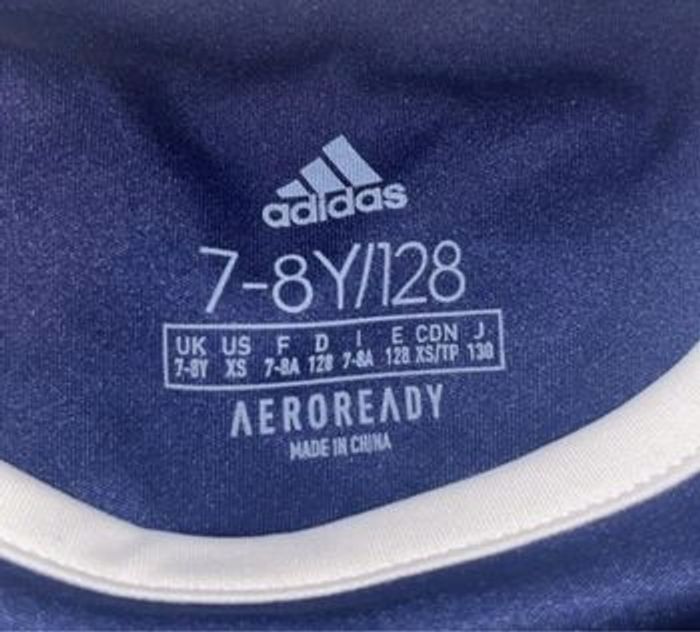 adidas
7-8Y/128
UK US F D I E CDN J
7-8Y XS 7-8A 128 7-8A 128 XS/TP 130
AEROREADY
MADE IN CHINA